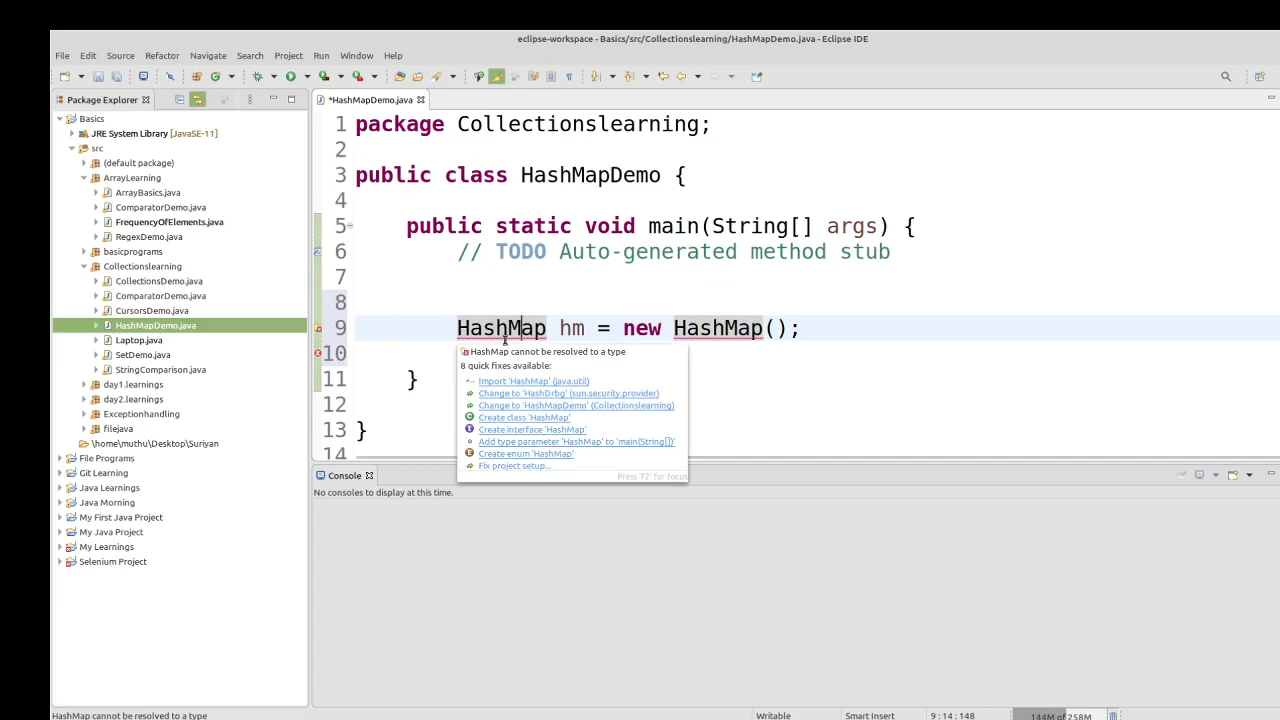 eclipse-workspace - Basics/src/Collectionslearning/HashMapDemo.java - Eclipse IDE
File Edit Source Refactor Navigate Search Project Run Window Help
Package Explorer
*HashMapDemo.java
Basics
JRE System Library [JavaSE-11]
src
(default package)
ArrayLearning
ArrayBasics.java
ComparatorDemo.java
FrequencyOfElements.java
RegexDemo.java
basicprograms
Collectionslearning
CollectionsDemo.java
ComparatorDemo.java
CursorsDemo.java
HashMapDemo.java
Laptop.java
SetDemo.java
StringComparison.java
day1.learnings
day2.learnings
Exceptionhandling
filejava
\home\muthu\Desktop\Suriyan
File Programs
Git Learning
Java Learnings
Java Morning
My First Java Project
My Java Project
My Learnings
Selenium Project
1 package Collectionslearning;
2
3 public class HashMapDemo {
4
5 public static void main(String[] args) {
6 // TODO Auto-generated method stub
7
8
9 HashMap hm = new HashMap();
10
11 }
12
13 }
14
HashMap cannot be resolved to a type
8 quick fixes available:
Import 'HashMap' (java.util)
Change to 'HashDrbg' (sun.security.provider)
Change to 'HashMapDemo' (Collectionslearning)
Create class 'HashMap'
Create interface 'HashMap'
Add type parameter 'HashMap' to 'main(String[])'
Create enum 'HashMap'
Fix project setup...
Press 'F2' for focus
Console
No consoles to display at this time.
HashMap cannot be resolved to a type
Writable
Smart Insert
9 : 14 : 148
144M of 258M